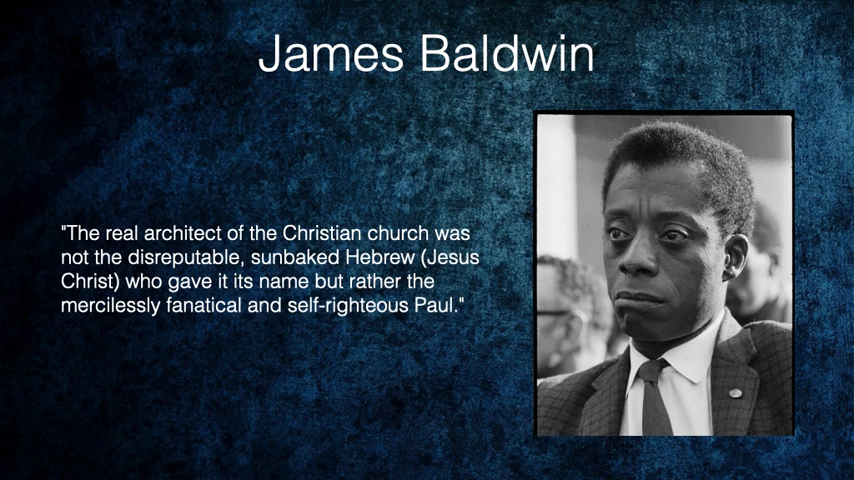 James Baldwin
"The real architect of the Christian church was
not the disreputable, sunbaked Hebrew (Jesus
Christ) who gave it its name but rather the
mercilessly fanatical and self-righteous Paul."